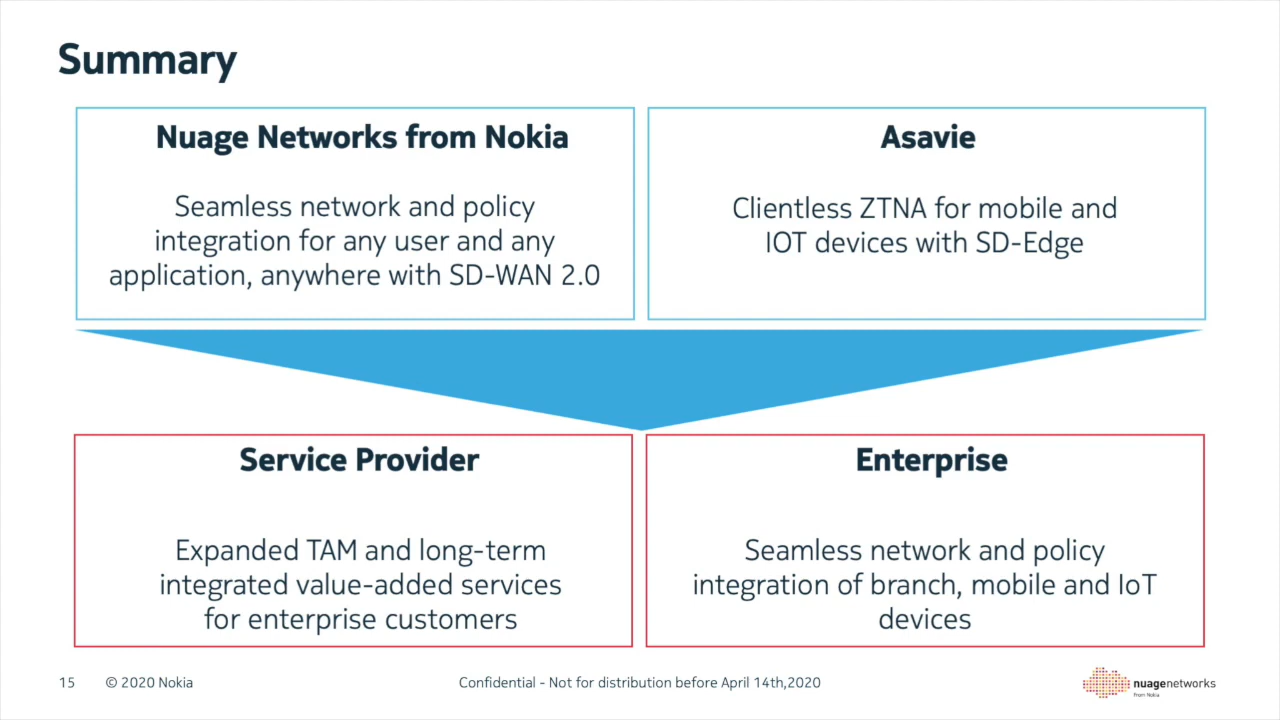 Summary
Nuage Networks from Nokia
Seamless network and policy
integration for any user and any
application, anywhere with SD-WAN 2.0
Asavie
Clientless ZTNA for mobile and
IOT devices with SD-Edge
Service Provider
Expanded TAM and long-term
integrated value-added services
for enterprise customers
Enterprise
Seamless network and policy
integration of branch, mobile and IoT
devices
15
© 2020 Nokia
Confidential - Not for distribution before April 14th,2020
nuagenetworks
from Nokia